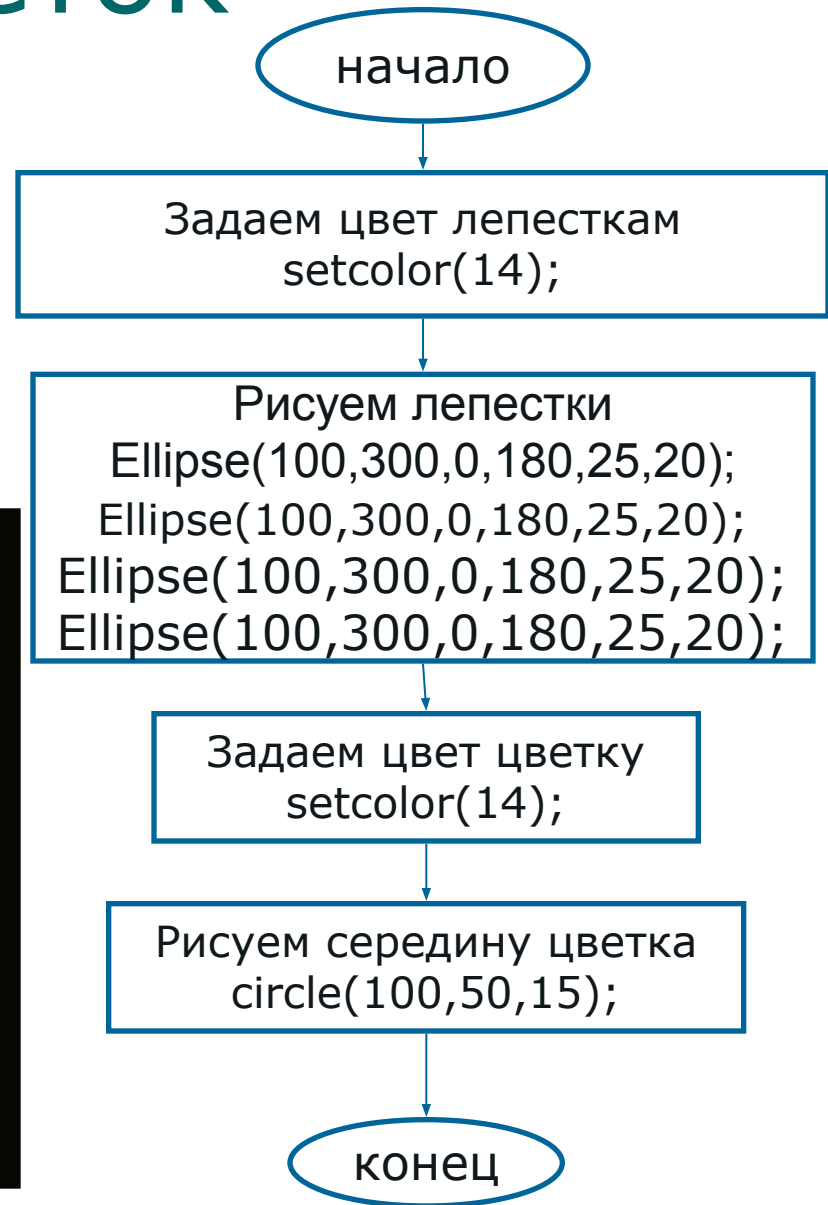 начало
Задаем цвет лепесткам
setcolor(14);
Рисуем лепестки
Ellipse(100,300,0,180,25,20);
Ellipse(100,300,0,180,25,20);
Ellipse(100,300,0,180,25,20);
Ellipse(100,300,0,180,25,20);
Задаем цвет цветку
setcolor(14);
Рисуем середину цветка
circle(100,50,15);
конец